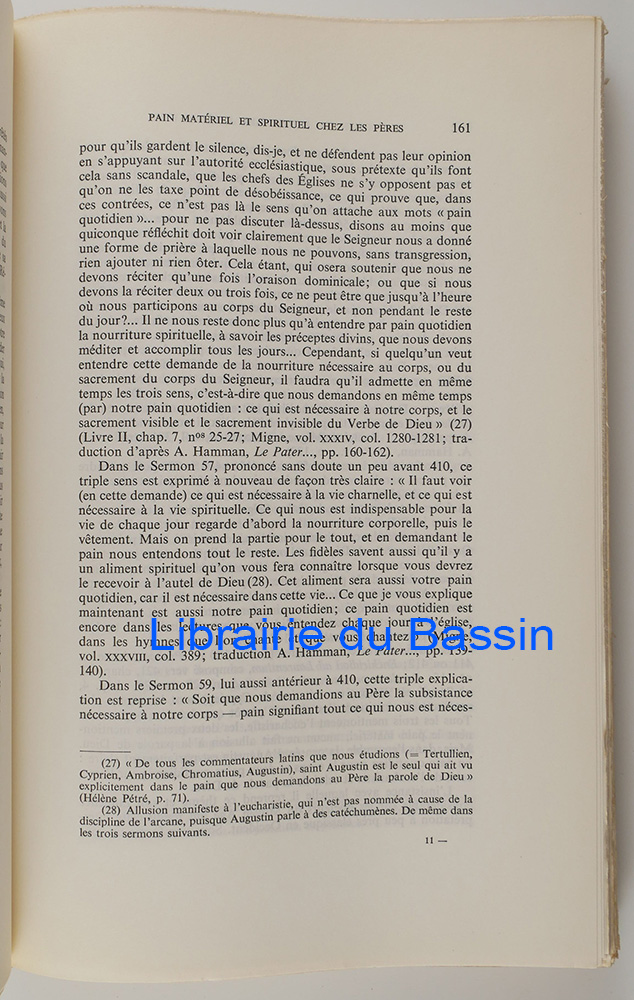 PAIN MATÉRIEL ET SPIRITUEL CHEZ LES PÈRES 161
pour qu'ils gardent le silence, dis-je, et ne défendent pas leur opinion
en s'appuyant sur l'autorité ecclésiastique, sous prétexte qu'ils font
cela sans scandale, que les chefs des Églises ne s'y opposent pas et
qu'on ne les taxe point de désobéissance, ce qui prouve que, dans
ces contrées, ce n'est pas là le sens qu'on attache aux mots « pain
quotidien »... pour ne pas discuter là-dessus, disons au moins que
quiconque réfléchit doit voir clairement que le Seigneur nous a donné
une forme de prière à laquelle nous ne pouvons, sans transgression,
rien ajouter ni rien ôter. Cela étant, qui osera soutenir que nous ne
devons réciter qu'une fois l'oraison dominicale; ou que si nous
devons la réciter deux ou trois fois, ce ne peut être que jusqu'à l'heure
où nous participons au corps du Seigneur, et non pendant le reste
du jour?... Il ne nous reste donc plus qu'à entendre par pain quotidien
la nourriture spirituelle, à savoir les préceptes divins, que nous devons
méditer et accomplir tous les jours... Cependant, si quelqu'un veut
entendre cette demande de la nourriture nécessaire au corps, ou du
sacrement du corps du Seigneur, il faudra qu'il admette en même
temps les trois sens, c'est-à-dire que nous demandions en même temps
(par) notre pain quotidien : ce qui est nécessaire à notre corps, et le
sacrement visible et le sacrement invisible du Verbe de Dieu » (27)
(Livre II, chap. 7, nos 25-27; Migne, vol. XXXIV, col. 1280-1281; tra-
duction d'après A. Hamman, Le Pater..., pp. 160-162).
Dans le Sermon 57, prononcé sans doute un peu avant 410, ce
triple sens est exprimé à nouveau de façon très claire : « Il faut voir
(en cette demande) ce qui est nécessaire à la vie charnelle, et ce qui est
nécessaire à la vie spirituelle. Ce qui nous est indispensable pour la
vie de chaque jour regarde d'abord la nourriture corporelle, puis le
vêtement. Mais on prend la partie pour le tout, et en demandant le
pain nous entendons tout le reste. Les fidèles savent aussi qu'il y a
un aliment spirituel qu'on vous fera connaître lorsque vous devrez
le recevoir à l'autel de Dieu (28). Cet aliment sera aussi votre pain
quotidien, car il est nécessaire dans cette vie... Ce que je vous explique
maintenant est aussi notre pain quotidien; ce pain quotidien est
encore dans les lectures que vous entendez chaque jour à l'église,
dans les hymnes que l'on chante et que vous chantez » (Migne,
vol. XXXVIII, col. 389; traduction A. Hamman, Le Pater..., pp. 139-
140).
Dans le Sermon 59, lui aussi antérieur à 410, cette triple explica-
tion est reprise : « Soit que nous demandions au Père la subsistance
nécessaire à notre corps — pain signifiant tout ce qui nous est néces-
(27) « De tous les commentateurs latins que nous étudions (= Tertullien,
Cyprien, Ambroise, Chromatius, Augustin), saint Augustin est le seul qui ait vu
explicitement dans le pain que nous demandons au Père la parole de Dieu »
(Hélène Pétré, p. 71).
(28) Allusion manifeste à l'eucharistie, qui n'est pas nommée à cause de la
discipline de l'arcane, puisque Augustin parle à des catéchumènes. De même dans
les trois sermons suivants.
11 —
Librairie du Bassin